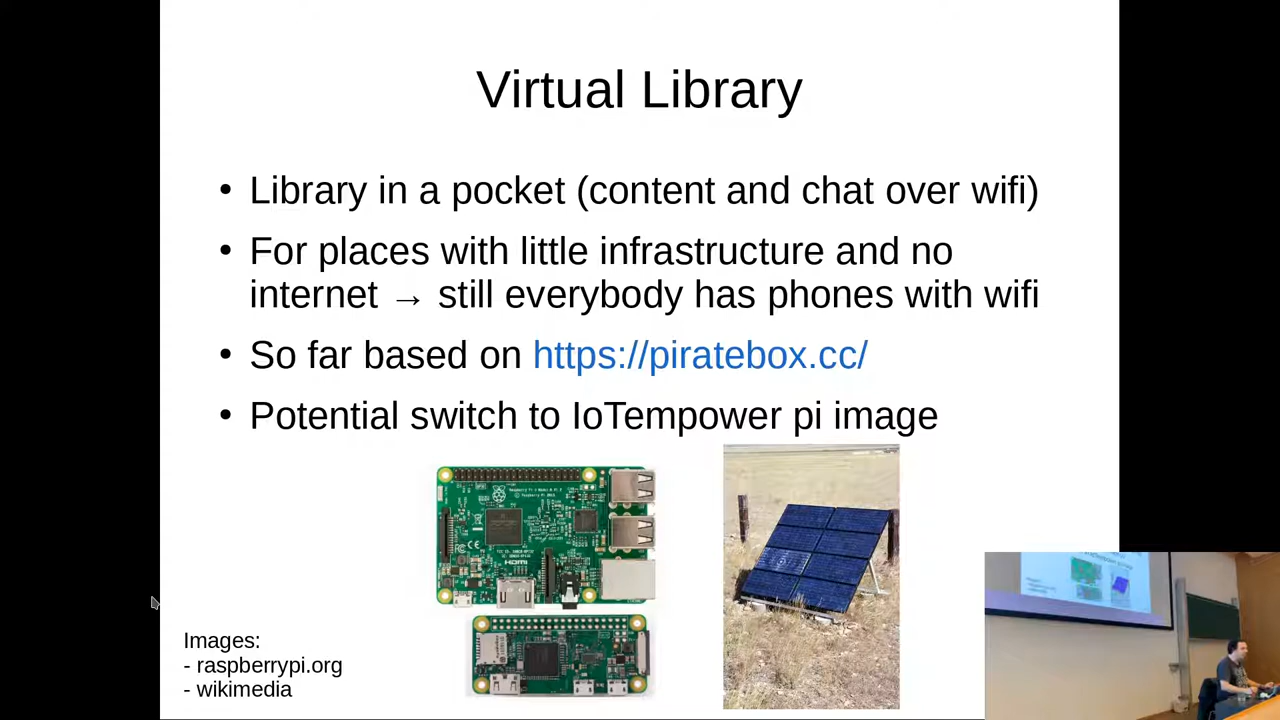 Virtual Library
• Library in a pocket (content and chat over wifi)
• For places with little infrastructure and no
internet → still everybody has phones with wifi
• So far based on https://piratebox.cc/
• Potential switch to IoTempower pi image
HDMI
Images:
- raspberrypi.org
- wikimedia